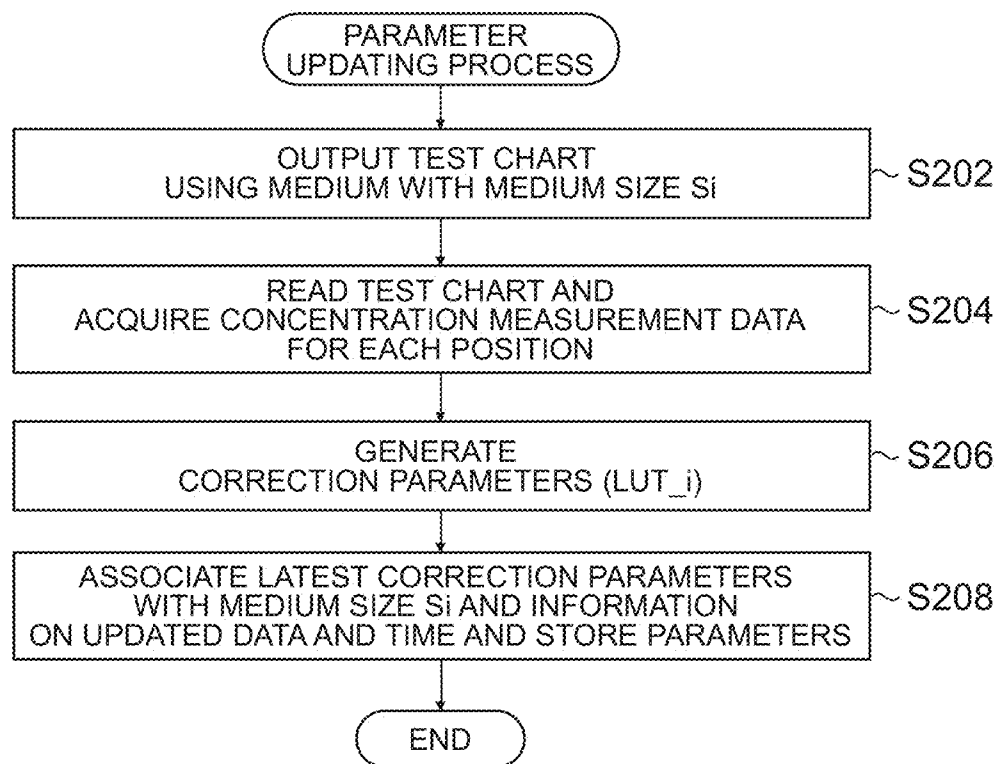 PARAMETER
UPDATING PROCESS
OUTPUT TEST CHART
USING MEDIUM WITH MEDIUM SIZE Si
S202
READ TEST CHART AND
ACQUIRE CONCENTRATION MEASUREMENT DATA
FOR EACH POSITION
S204
GENERATE
CORRECTION PARAMETERS (LUT_i)
S206
ASSOCIATE LATEST CORRECTION PARAMETERS
WITH MEDIUM SIZE Si AND INFORMATION
ON UPDATED DATA AND TIME AND STORE PARAMETERS
S208
END